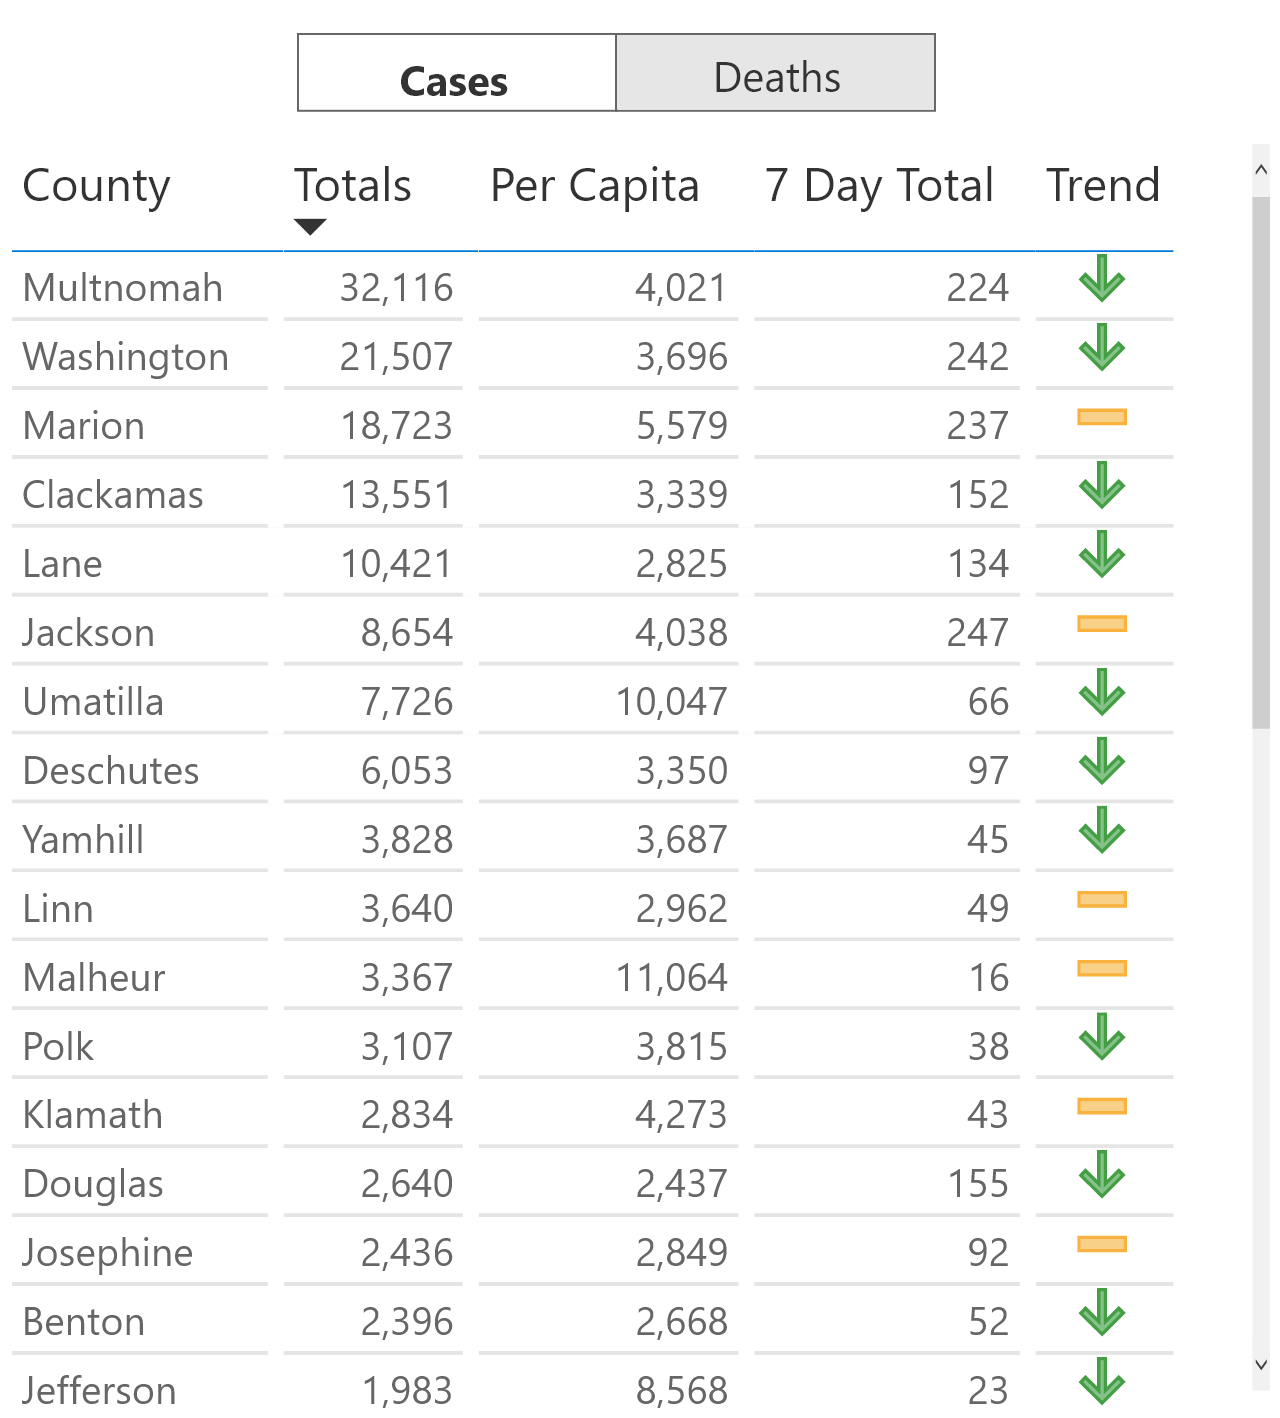 Cases Deaths
County Totals Per Capita 7 Day Total Trend
Multnomah 32,116 4,021 224
Washington 21,507 3,696 242
Marion 18,723 5,579 237
Clackamas 13,551 3,339 152
Lane 10,421 2,825 134
Jackson 8,654 4,038 247
Umatilla 7,726 10,047 66
Deschutes 6,053 3,350 97
Yamhill 3,828 3,687 45
Linn 3,640 2,962 49
Malheur 3,367 11,064 16
Polk 3,107 3,815 38
Klamath 2,834 4,273 43
Douglas 2,640 2,437 155
Josephine 2,436 2,849 92
Benton 2,396 2,668 52
Jefferson 1,983 8,568 23